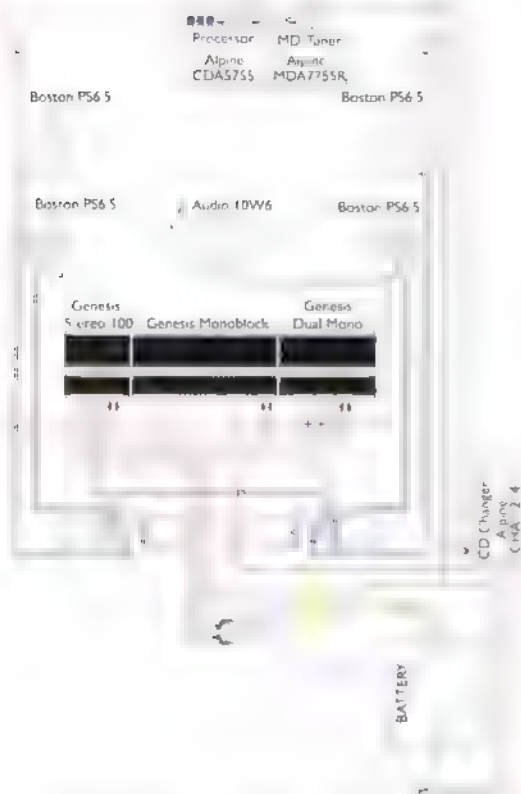 Processor MD Tuner
Alpine Alpine
CDA5755 MDA7755R
Boston PS6.5 Boston PS6.5
Boston PS6.5 Audio 10W6 Boston PS6.5
Genesis Genesis
Stereo 100 Genesis Monoblock Dual Mono
CD Changer
Alpine
BATTERY